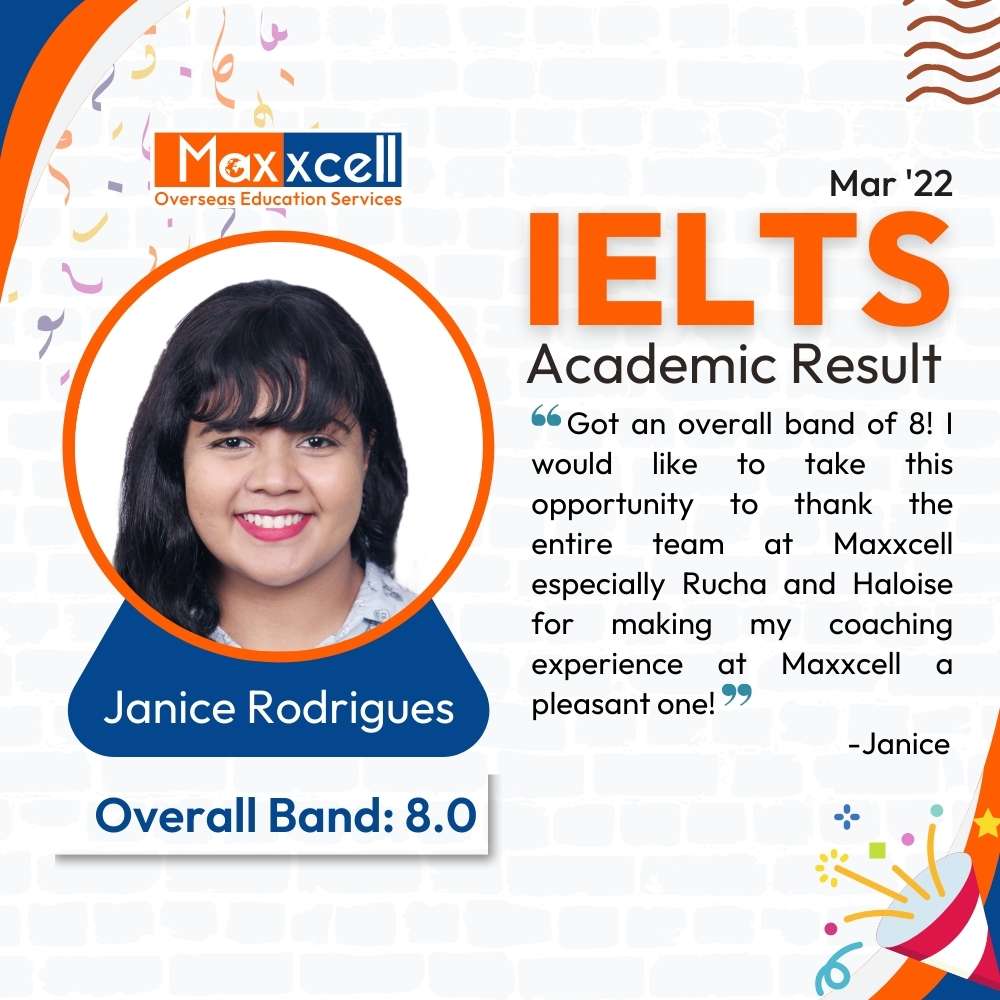 Maxxcell
Overseas Education Services
Mar '22
IELTS
Academic Result
“Got an overall band of 8! I
would like to take this
opportunity to thank the
entire team at Maxxcell
especially Rucha and Haloise
for making my coaching
experience at Maxxcell a
pleasant one!”
-Janice
Janice Rodrigues
Overall Band: 8.0